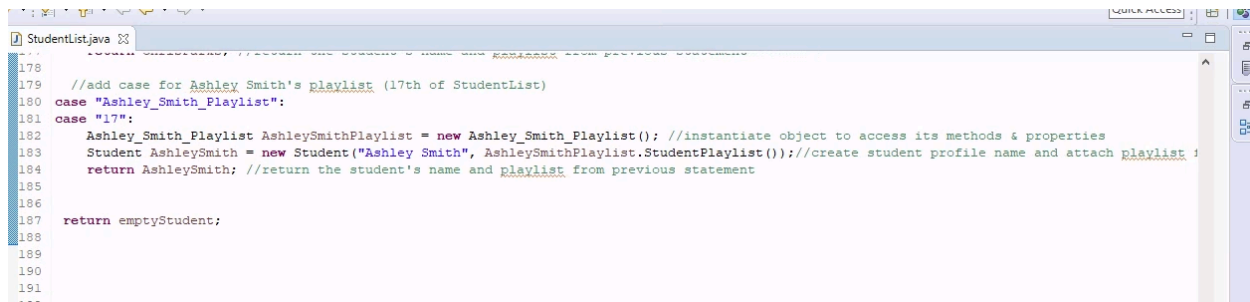 Quick Access
StudentList.java
178
179 //add case for Ashley Smith's playlist (17th of StudentList)
180 case "Ashley_Smith_Playlist":
181 case "17":
182 Ashley_Smith_Playlist AshleySmithPlaylist = new Ashley_Smith_Playlist(); //instantiate object to access its methods & properties
183 Student AshleySmith = new Student("Ashley Smith", AshleySmithPlaylist.StudentPlaylist());//create student profile name and attach playlist
184 return AshleySmith; //return the student's name and playlist from previous statement
185
186
187 return emptyStudent;
188
189
190
191